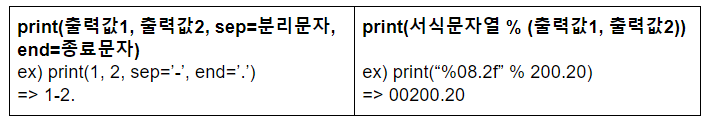 print(출력값1, 출력값2, sep=분리문자,
end=종료문자)
ex) print(1, 2, sep=’-’, end=’.’)
=> 1-2.
print(서식문자열 % (출력값1, 출력값2))
ex) print(“%08.2f” % 200.20)
=> 00200.20